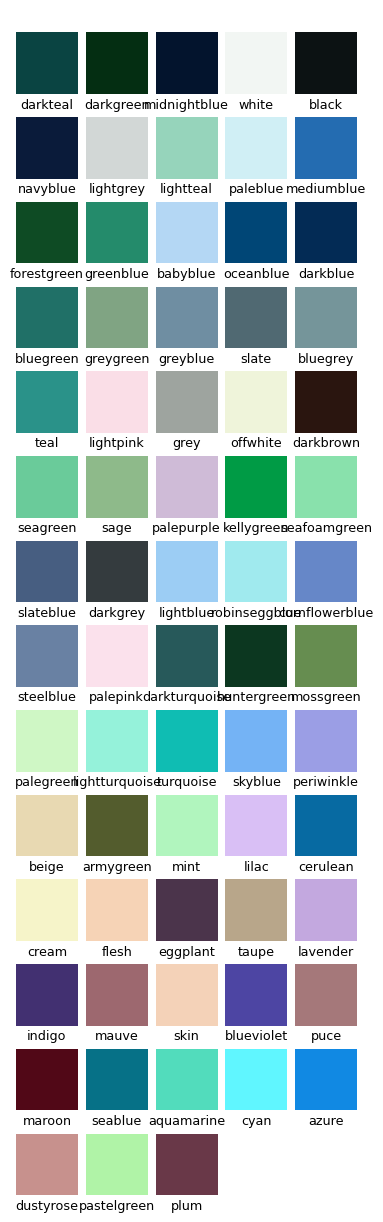 darkteal darkgreen midnightblue white black
navyblue lightgrey lightteal paleblue mediumblue
forestgreen greenblue babyblue oceanblue darkblue
bluegreen greygreen greyblue slate bluegrey
teal lightpink grey offwhite darkbrown
seagreen sage palepurple kellygreen seafoamgreen
slateblue darkgrey lightblue robinseggblue cornflowerblue
steelblue palepink darkturquoise huntergreen mossgreen
palegreen lightturquoise turquoise skyblue periwinkle
beige armygreen mint lilac cerulean
cream flesh eggplant taupe lavender
indigo mauve skin blueviolet puce
maroon seablue aquamarine cyan azure
dustyrose pastelgreen plum